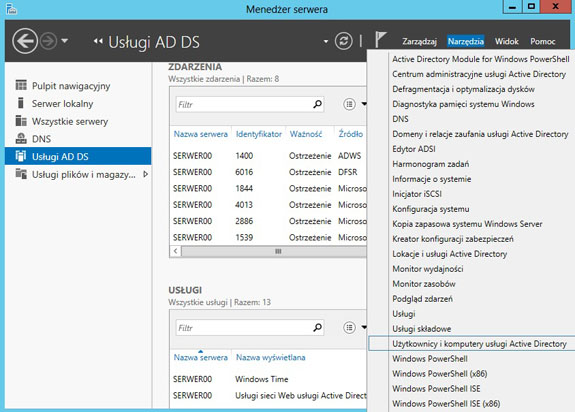 Menedżer serwera
Usługi AD DS
Zarządzaj Narzędzia Widok Pomoc
Pulpit nawigacyjny
Serwer lokalny
Wszystkie serwery
DNS
Usługi AD DS
Usługi plików i magazy...
ZDARZENIA
Wszystkie zdarzenia | Razem: 8
Filtr
Nazwa serwera Identyfikator Ważność Źródło
SERWER00 1400 Ostrzeżenie ADWS
SERWER00 6016 Ostrzeżenie DFSR
SERWER00 1844 Ostrzeżenie Microso
SERWER00 4013 Ostrzeżenie Microso
SERWER00 2886 Ostrzeżenie Microso
SERWER00 1539 Ostrzeżenie Microso
USŁUGI
Wszystkie usługi | Razem: 13
Filtr
Nazwa serwera Nazwa wyświetlana
SERWER00 Windows Time
SERWER00 Usługi sieci Web usługi Active Direct
Active Directory Module for Windows PowerShell
Centrum administracyjne usługi Active Directory
Defragmentacja i optymalizacja dysków
Diagnostyka pamięci systemu Windows
DNS
Domeny i relacje zaufania usługi Active Directory
Edytor ADSI
Harmonogram zadań
Informacje o systemie
Inicjator iSCSI
Konfiguracja systemu
Kopia zapasowa systemu Windows Server
Kreator konfiguracji zabezpieczeń
Lokacje i usługi Active Directory
Monitor wydajności
Monitor zasobów
Podgląd zdarzeń
Usługi
Usługi składowe
Użytkownicy i komputery usługi Active Directory
Windows PowerShell
Windows PowerShell (x86)
Windows PowerShell ISE
Windows PowerShell ISE (x86)